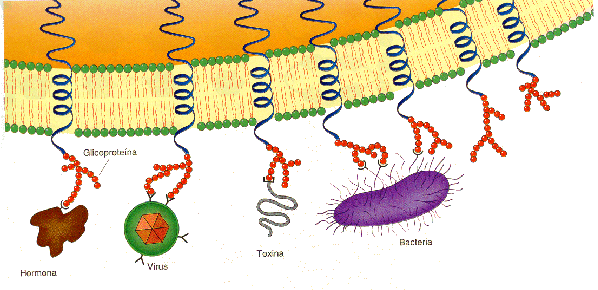 Glicoproteína
Hormona
Virus
Toxina
Bacteria